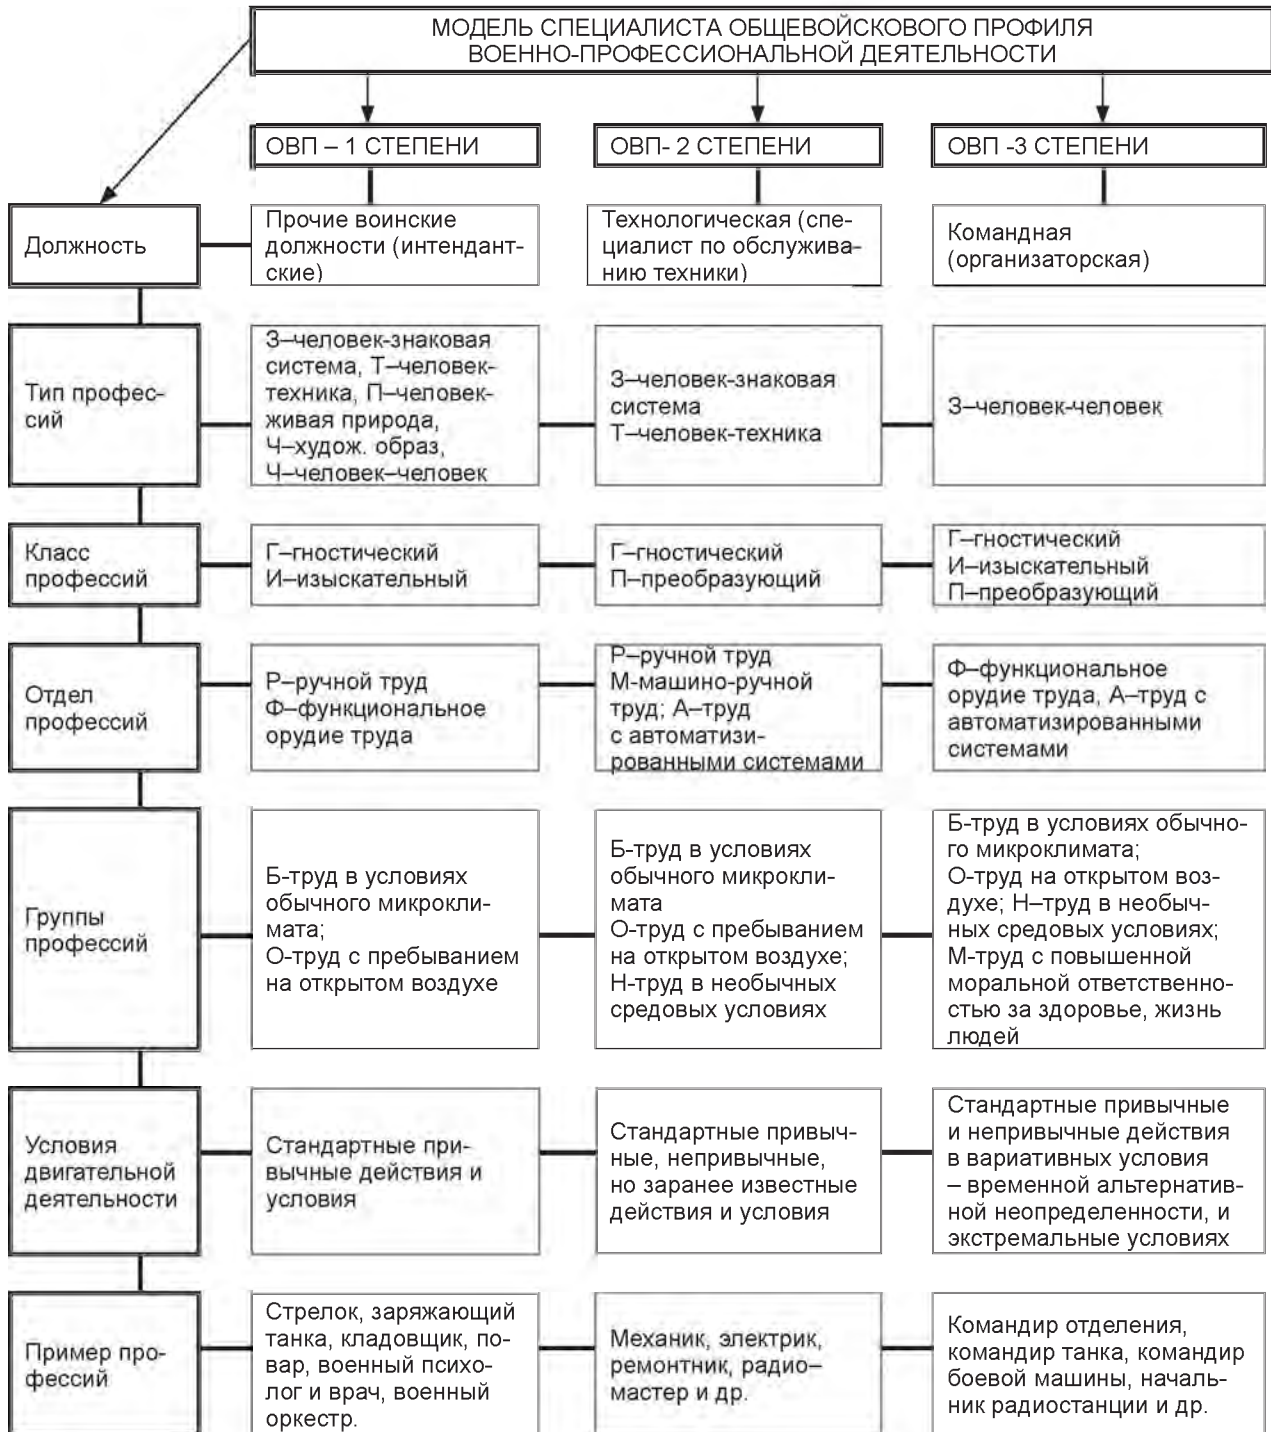 МОДЕЛЬ СПЕЦИАЛИСТА ОБЩЕВОЙСКОВОГО ПРОФИЛЯ
ВОЕННО-ПРОФЕССИОНАЛЬНОЙ ДЕЯТЕЛЬНОСТИ
ОВП – 1 СТЕПЕНИ
ОВП- 2 СТЕПЕНИ
ОВП -3 СТЕПЕНИ
Должность
Прочие воинские
должности (интендант-
ские)
Технологическая (спе-
циалист по обслужива-
нию техники)
Командная
(организаторская)
Тип профес-
сий
З–человек-знаковая
система, Т–человек-
техника, П–человек-
живая природа,
Ч–худож. образ,
Ч–человек–человек
З–человек-знаковая
система
Т–человек-техника
З–человек-человек
Класс
профессий
Г–гностический
И–изыскательный
Г–гностический
П–преобразующий
Г–гностический
И–изыскательный
П–преобразующий
Отдел
профессий
Р–ручной труд
Ф–функциональное
орудие труда
Р–ручной труд
М-машино-ручной
труд; А–труд
с автоматизи-
рованными системами
Ф–функциональное
орудие труда, А–труд с
автоматизированными
системами
Группы
профессий
Б-труд в условиях
обычного микрокли-
мата;
О-труд с пребыванием
на открытом воздухе
Б-труд в условиях
обычного микрокли-
мата
О-труд с пребыванием
на открытом воздухе;
Н-труд в необычных
средовых условиях
Б-труд в условиях обычно-
го микроклимата;
О-труд на открытом воз-
духе; Н–труд в необыч-
ных средовых условиях;
М-труд с повышенной
моральной ответственно-
стью за здоровье, жизнь
людей
Условия
двигательной
деятельности
Стандартные при-
вычные действия и
условия
Стандартные привыч-
ные, непривычные,
но заранее известные
действия и условия
Стандартные привычные
и непривычные действия
в вариативных условия
– временной альтернатив-
ной неопределенности, и
экстремальные условиях
Пример про-
фессий
Стрелок, заряжающий
танка, кладовщик, по-
вар, военный психо-
лог и врач, военный
оркестр.
Механик, электрик,
ремонтник, радио–
мастер и др.
Командир отделения,
командир танка, командир
боевой машины, началь-
ник радиостанции и др.